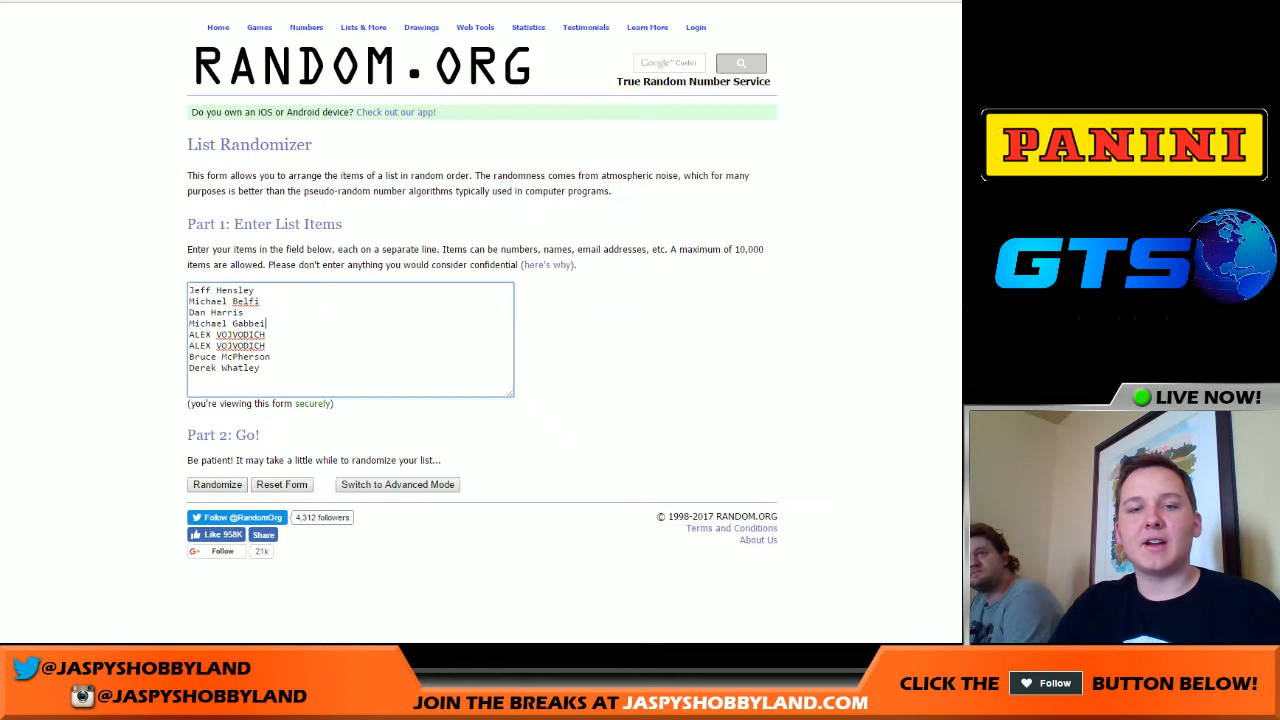 Home Games Numbers Lists & More Drawings Web Tools Statistics Testimonials Learn More Login
RANDOM.ORG
Google™ Custo
True Random Number Service
Do you own an iOS or Android device? Check out our app!
List Randomizer
This form allows you to arrange the items of a list in random order. The randomness comes from atmospheric noise, which for many
purposes is better than the pseudo-random number algorithms typically used in computer programs.
Part 1: Enter List Items
Enter your items in the field below, each on a separate line. Items can be numbers, names, email addresses, etc. A maximum of 10,000
items are allowed. Please don't enter anything you would consider confidential (here's why).
Jeff Hensley
Michael Belfi
Dan Harris
Michael Gabbei
ALEX VOJVODICH
ALEX VOJVODICH
Bruce McPherson
Derek Whatley
(you're viewing this form securely)
Part 2: Go!
Be patient! It may take a little while to randomize your list...
Randomize Reset Form Switch to Advanced Mode
Follow @RandomOrg 4,312 followers
Like 958K Share
G+ Follow 21k
© 1998-2017 RANDOM.ORG
Terms and Conditions
About Us
PANINI
GTS
LIVE NOW!
@JASPYSHOBBYLAND
@JASPYSHOBBYLAND
JOIN THE BREAKS AT JASPYSHOBBYLAND.COM
CLICK THE Follow BUTTON BELOW!